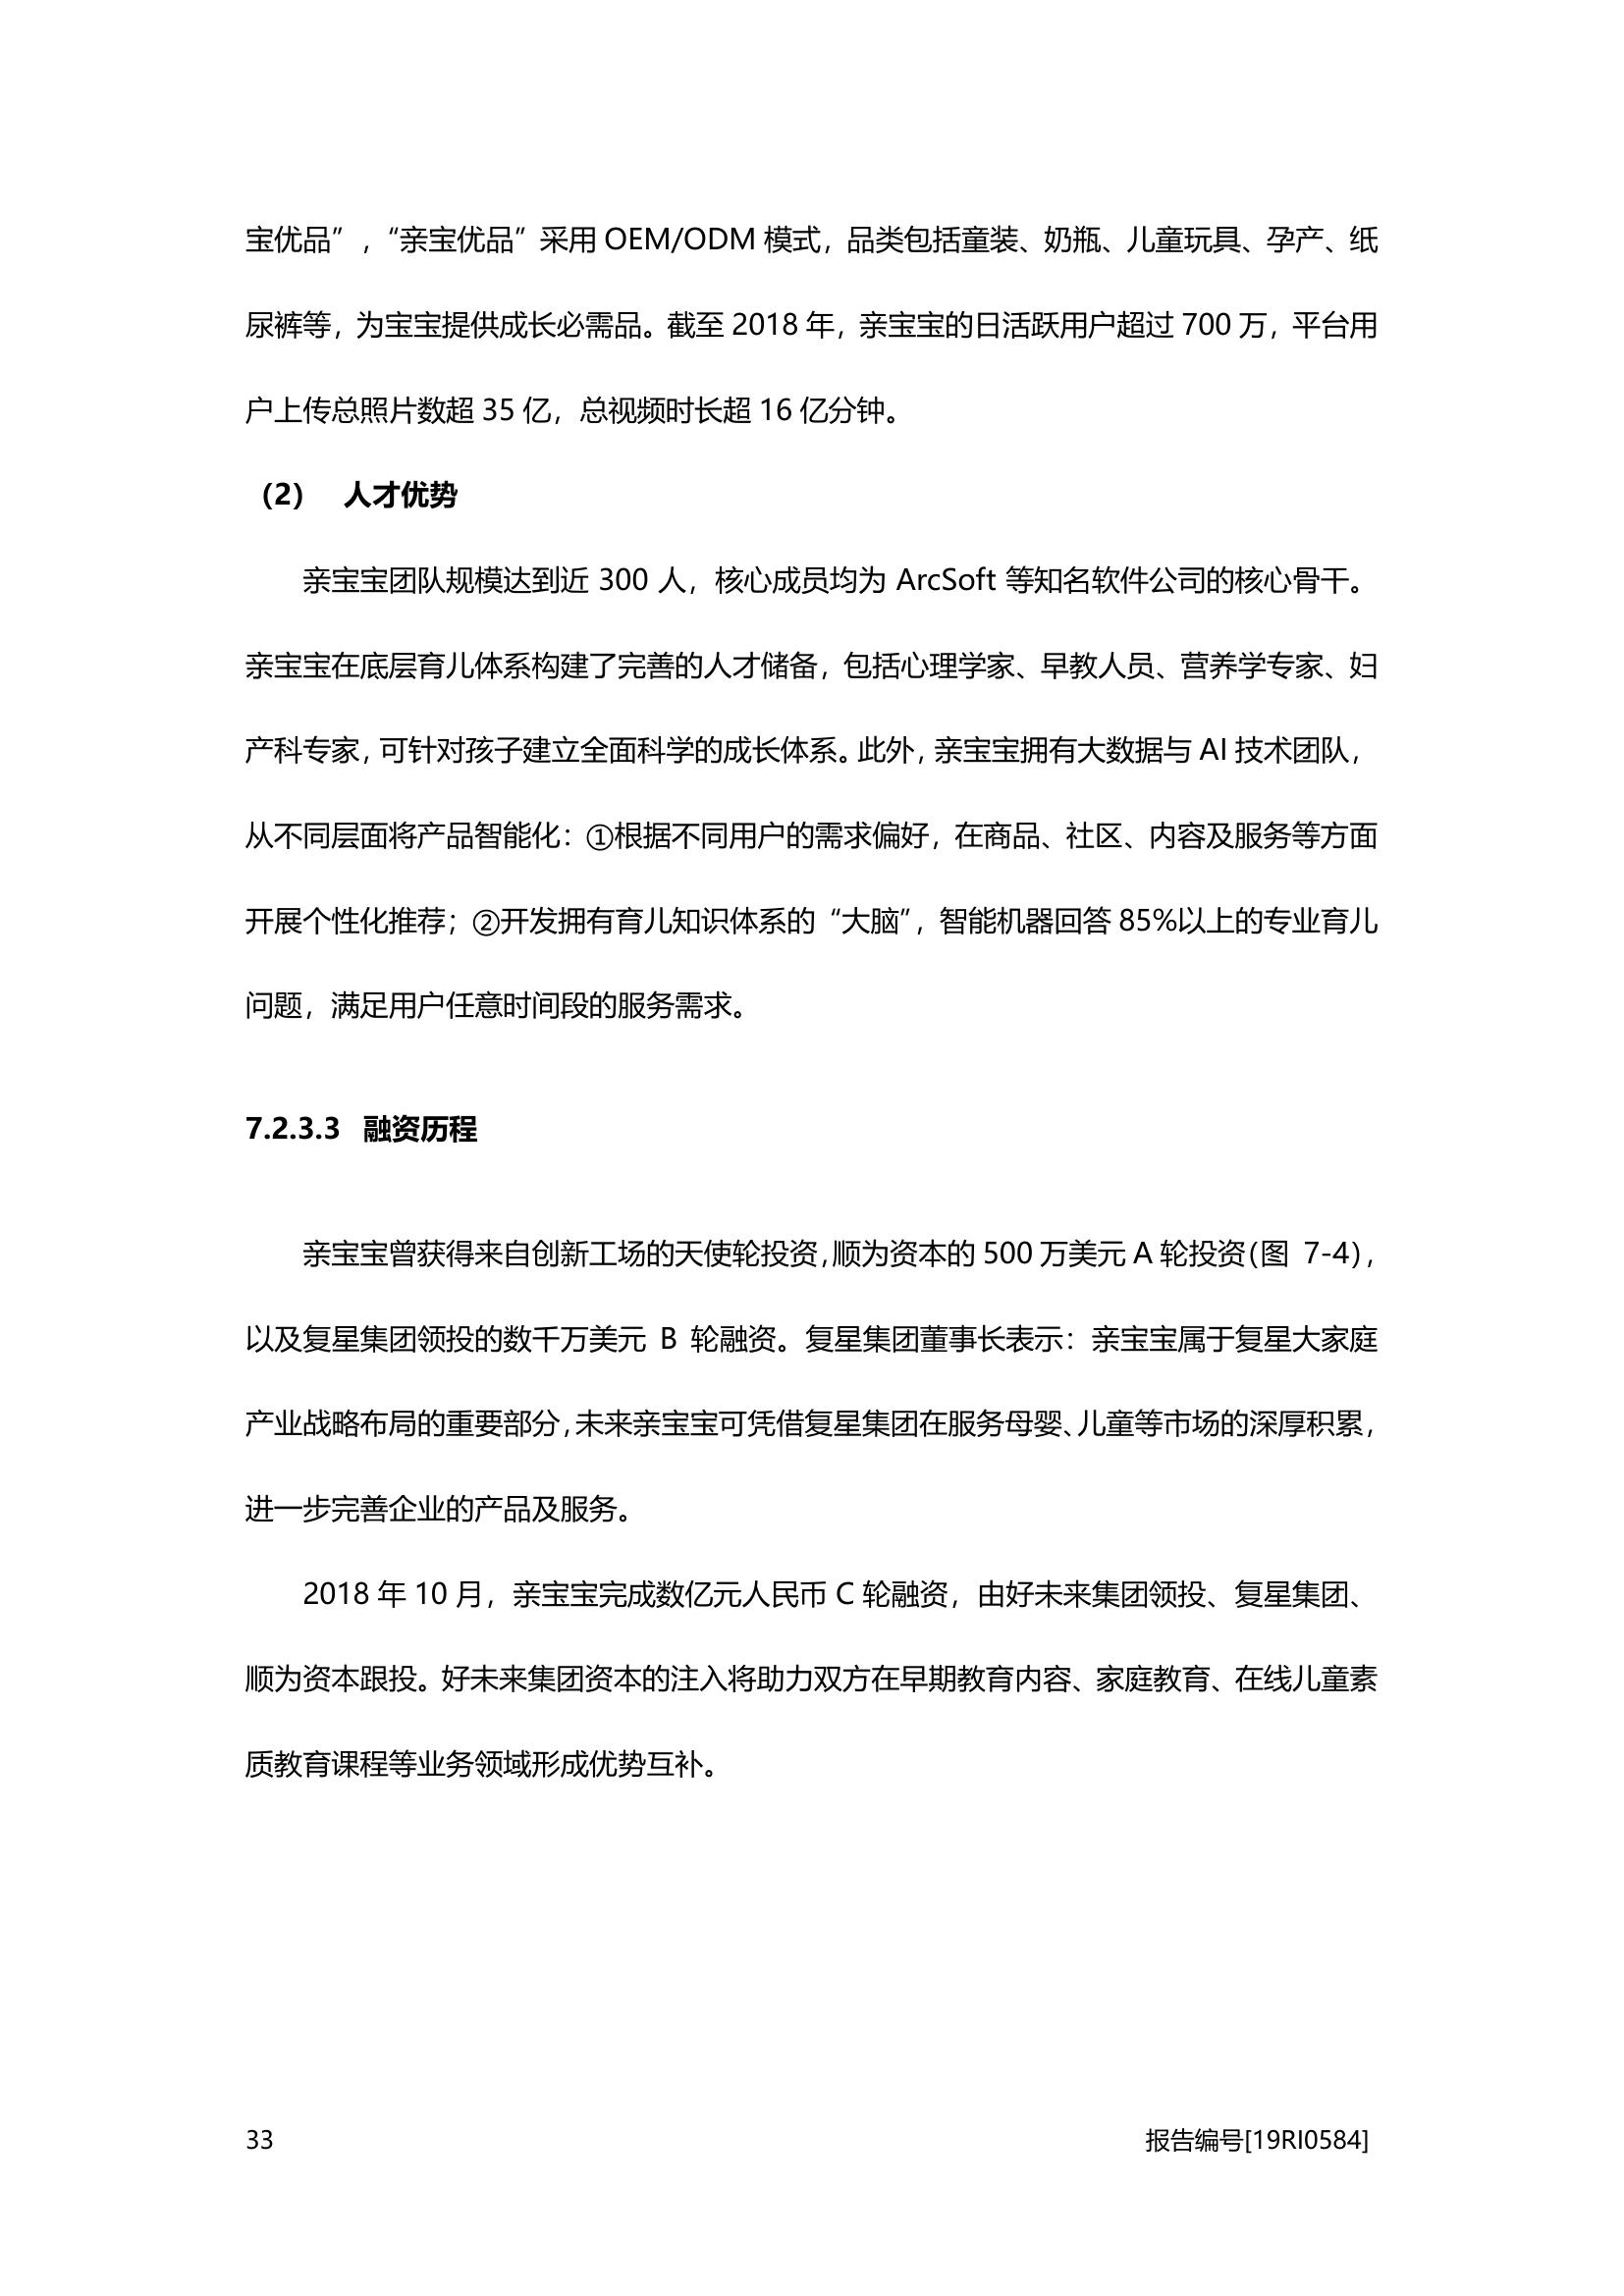 宝优品”，“亲宝优品”采用 OEM/ODM 模式，品类包括童装、奶瓶、儿童玩具、孕产、纸
尿裤等，为宝宝提供成长必需品。截至 2018 年，亲宝宝的日活跃用户超过 700 万，平台用
户上传总照片数超 35 亿，总视频时长超 16 亿分钟。
（2） 人才优势
亲宝宝团队规模达到近 300 人，核心成员均为 ArcSoft 等知名软件公司的核心骨干。
亲宝宝在底层育儿体系构建了完善的人才储备，包括心理学家、早教人员、营养学专家、妇
产科专家，可针对孩子建立全面科学的成长体系。此外，亲宝宝拥有大数据与 AI 技术团队，
从不同层面将产品智能化：①根据不同用户的需求偏好，在商品、社区、内容及服务等方面
开展个性化推荐；②开发拥有育儿知识体系的“大脑”，智能机器回答 85%以上的专业育儿
问题，满足用户任意时间段的服务需求。
7.2.3.3 融资历程
亲宝宝曾获得来自创新工场的天使轮投资，顺为资本的 500 万美元 A 轮投资（图 7-4），
以及复星集团领投的数千万美元 B 轮融资。复星集团董事长表示：亲宝宝属于复星大家庭
产业战略布局的重要部分，未来亲宝宝可凭借复星集团在服务母婴、儿童等市场的深厚积累，
进一步完善企业的产品及服务。
2018 年 10 月，亲宝宝完成数亿元人民币 C 轮融资，由好未来集团领投、复星集团、
顺为资本跟投。好未来集团资本的注入将助力双方在早期教育内容、家庭教育、在线儿童素
质教育课程等业务领域形成优势互补。
33 报告编号[19RI0584]